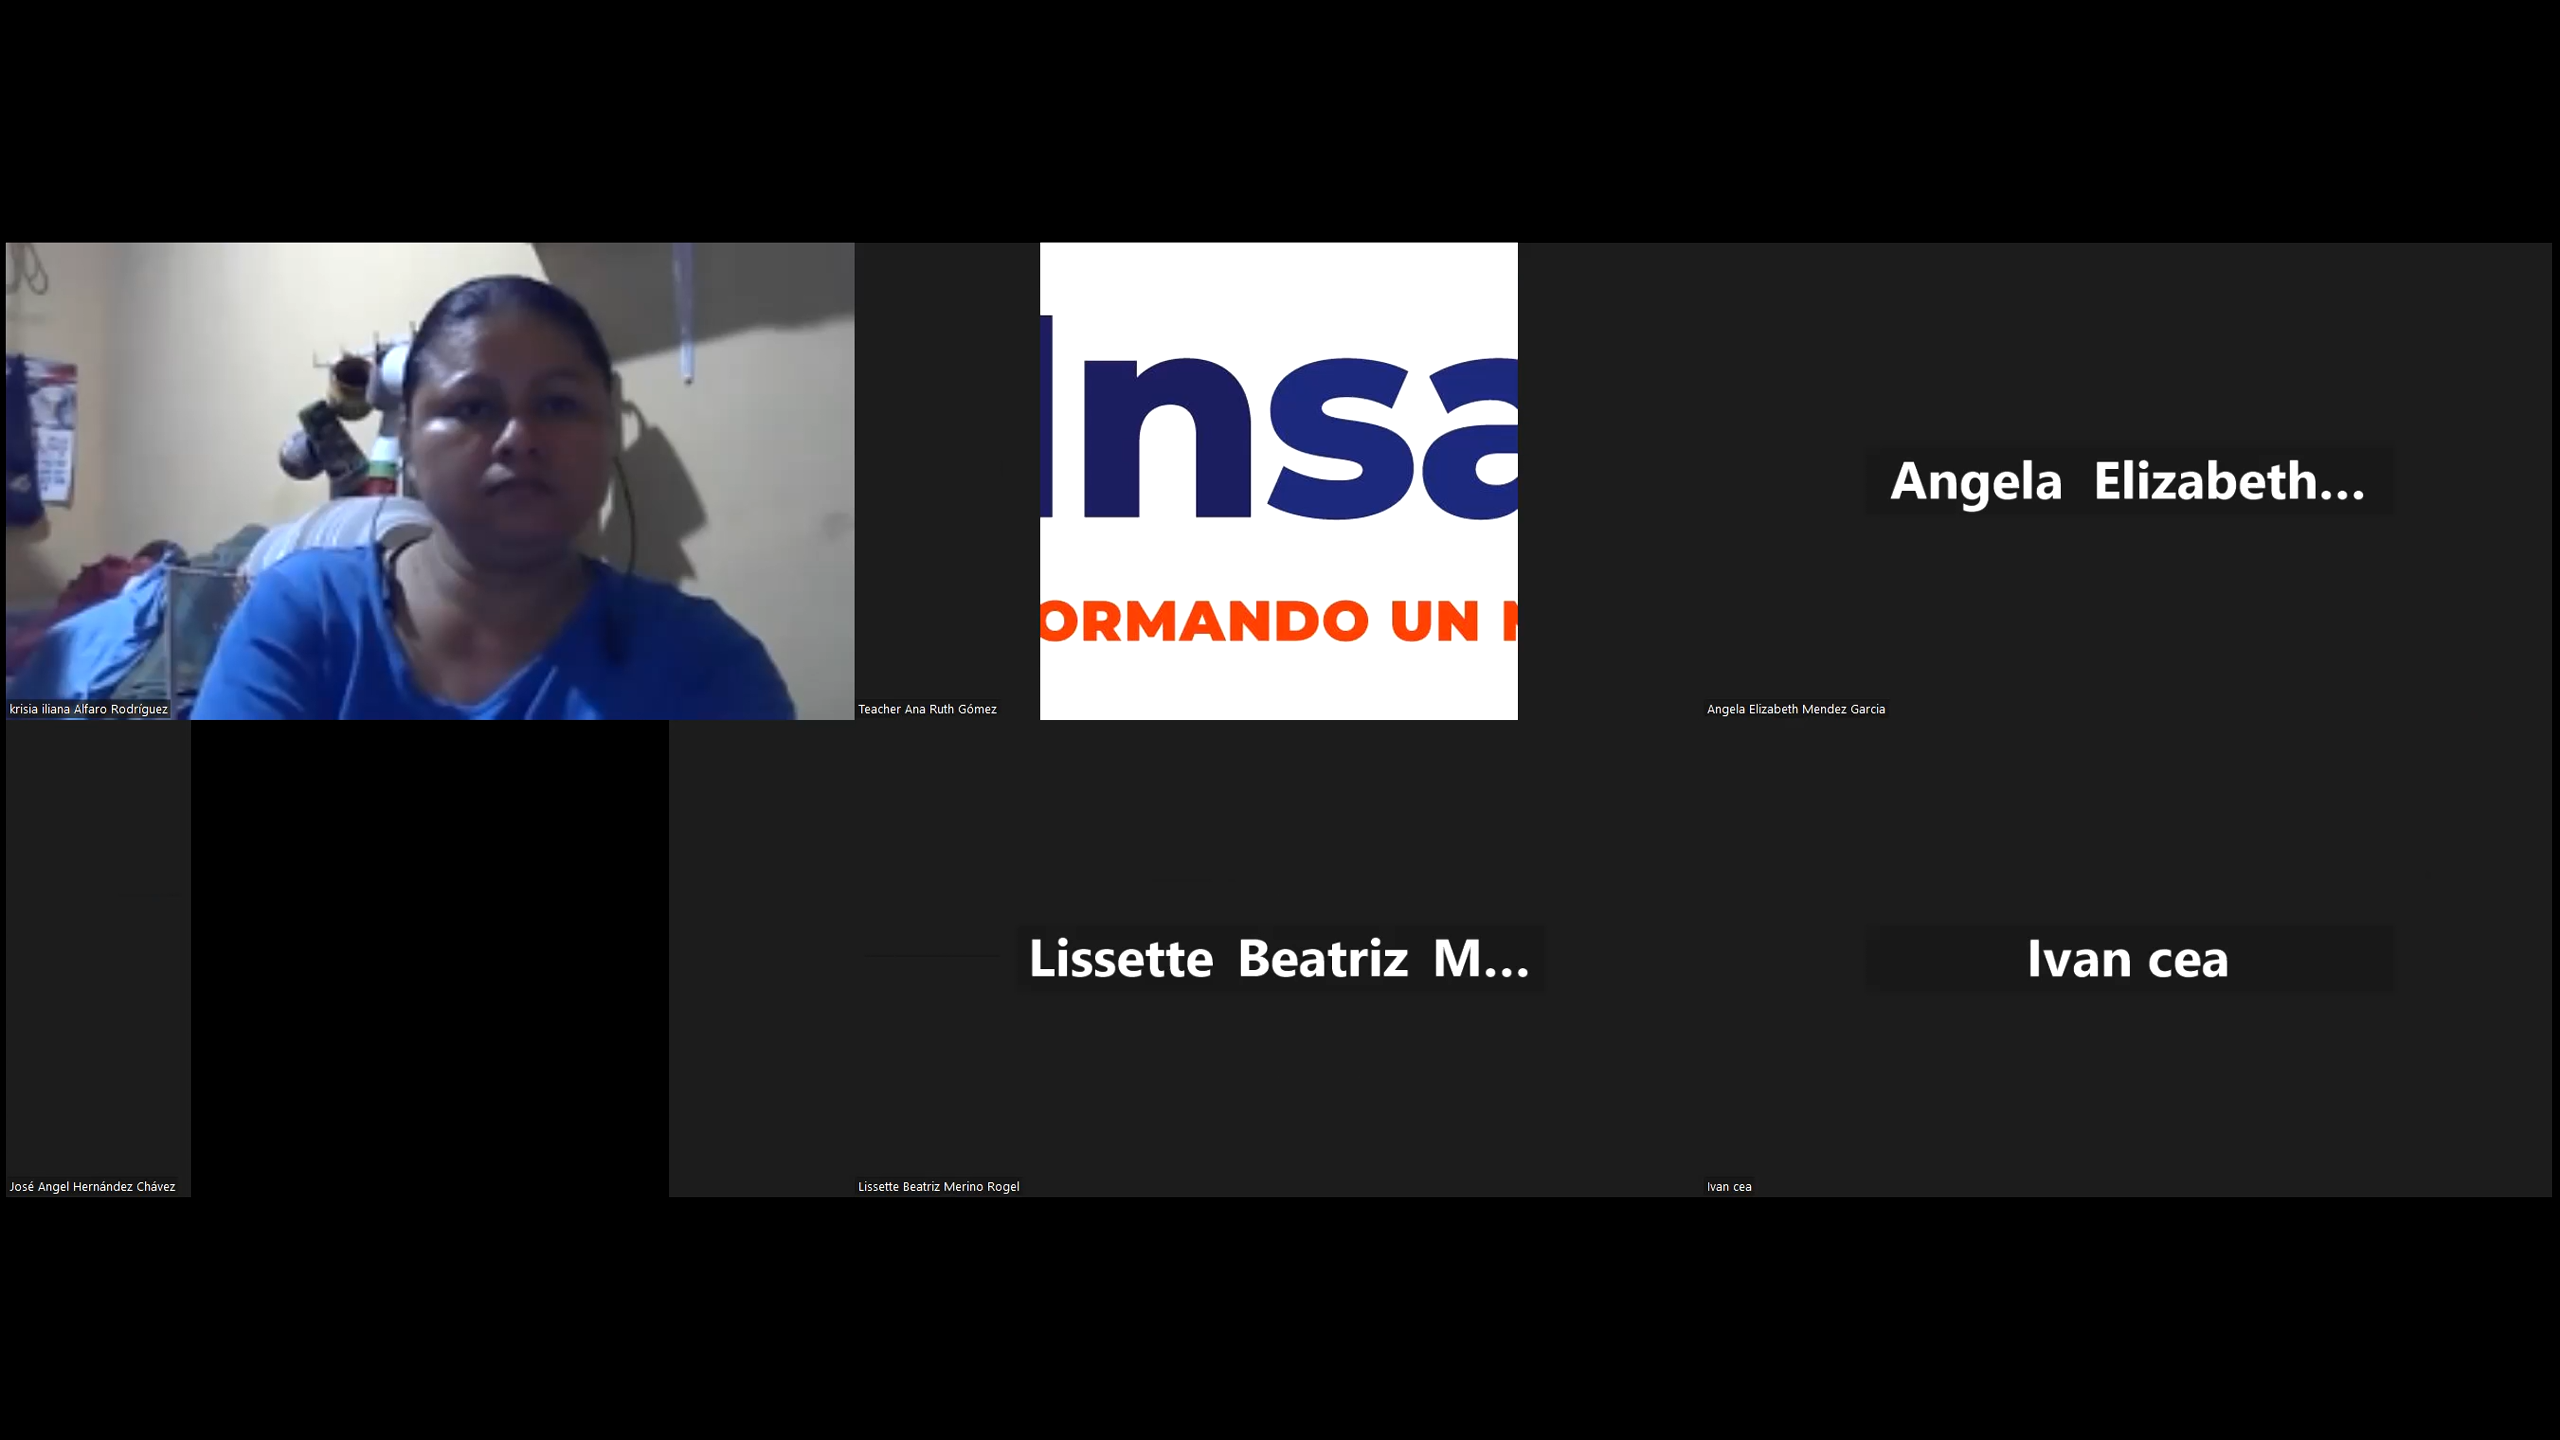 Insa
ORMANDO UN
Angela Elizabeth...
krisia iliana Alfaro Rodríguez
Teacher Ana Ruth Gómez
Angela Elizabeth Mendez Garcia
Lissette Beatriz M...
Ivan cea
José Angel Hernández Chávez
Lissette Beatriz Merino Rogel
Ivan cea